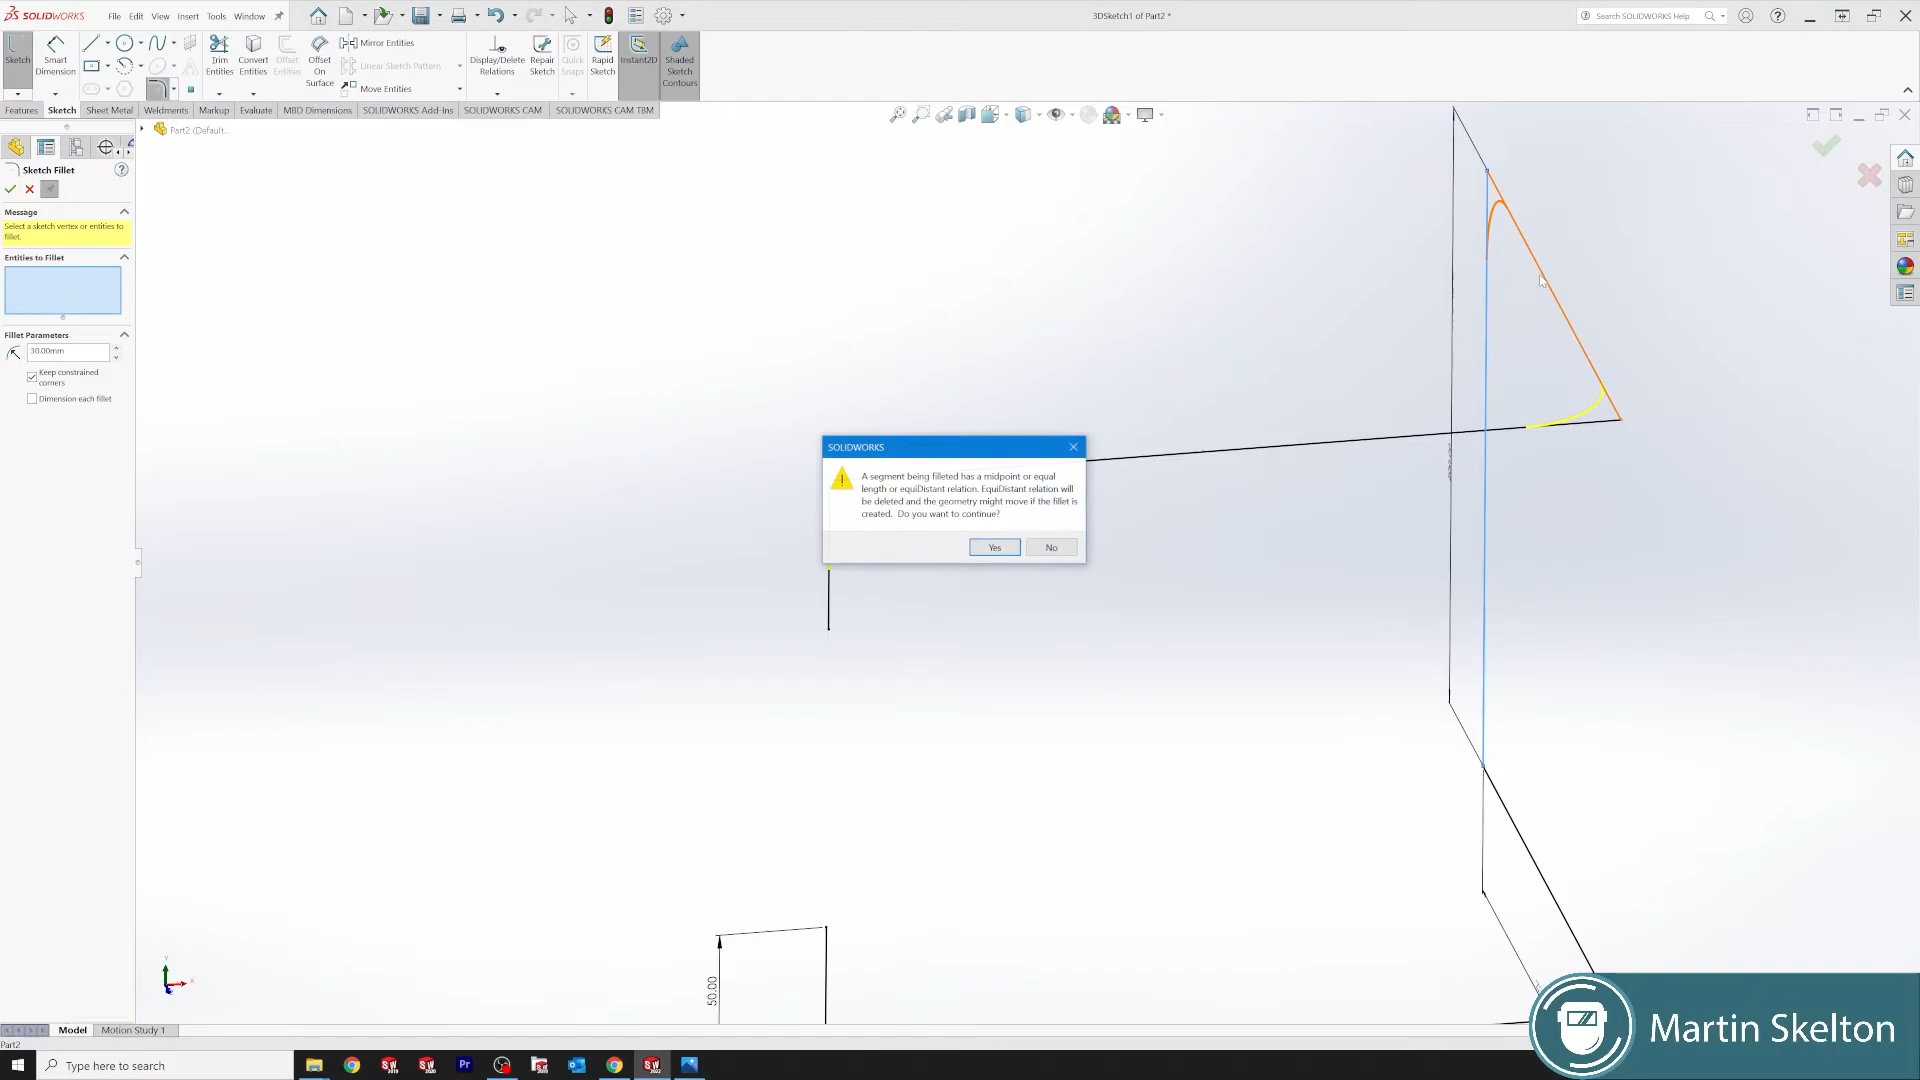 SOLIDWORKS
File Edit View Insert Tools Window
3DSketch1 of Part2 *
Search SOLIDWORKS Help
Sketch
Smart Dimension
Trim Entities
Convert Entities
Offset Entities
Offset On Surface
Mirror Entities
Linear Sketch Pattern
Move Entities
Display/Delete Relations
Repair Sketch
Quick Snaps
Rapid Sketch
Instant2D
Shaded Sketch Contours
Features Sketch Sheet Metal Weldments Markup Evaluate MBD Dimensions SOLIDWORKS Add-Ins SOLIDWORKS CAM SOLIDWORKS CAM TBM
Part2 (Default...
Sketch Fillet
Message
Select a sketch vertex or entities to
fillet.
Entities to Fillet
Fillet Parameters
30.00mm
Keep constrained
corners
Dimension each fillet
SOLIDWORKS
A segment being filleted has a midpoint or equal
length or equiDistant relation. EquiDistant relation will
be deleted and the geometry might move if the fillet is
created. Do you want to continue?
Yes No
50.00
Model Motion Study 1
Part2
Type here to search
Martin Skelton